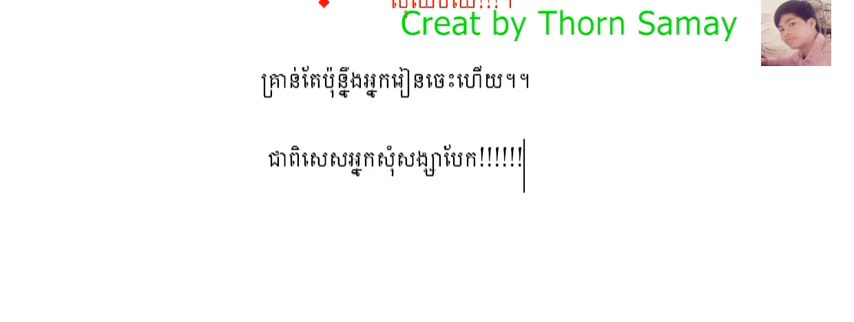 Creat by Thorn Samay
គ្រាន់តែប៉ុន្នឹងអ្នករៀនចេះហើយ។។
ជាពិសេសអ្នកសុំសង្សាបែក!!!!!!